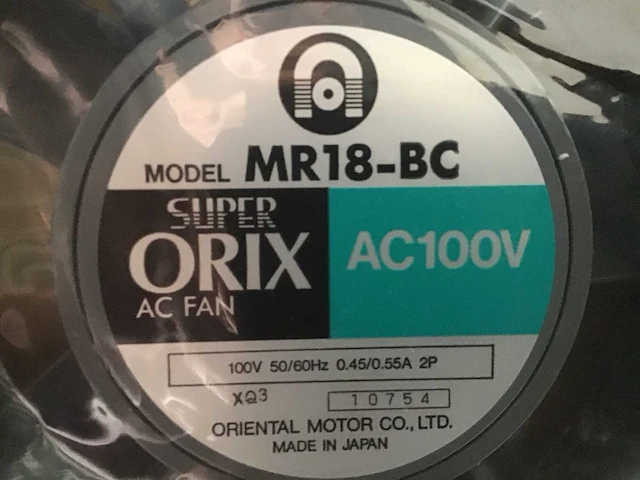 MODEL MR18-BC
SUPER
ORIX
AC FAN
AC100V
100V 50/60Hz 0.45/0.55A 2P
XQ3 10754
ORIENTAL MOTOR CO., LTD.
MADE IN JAPAN